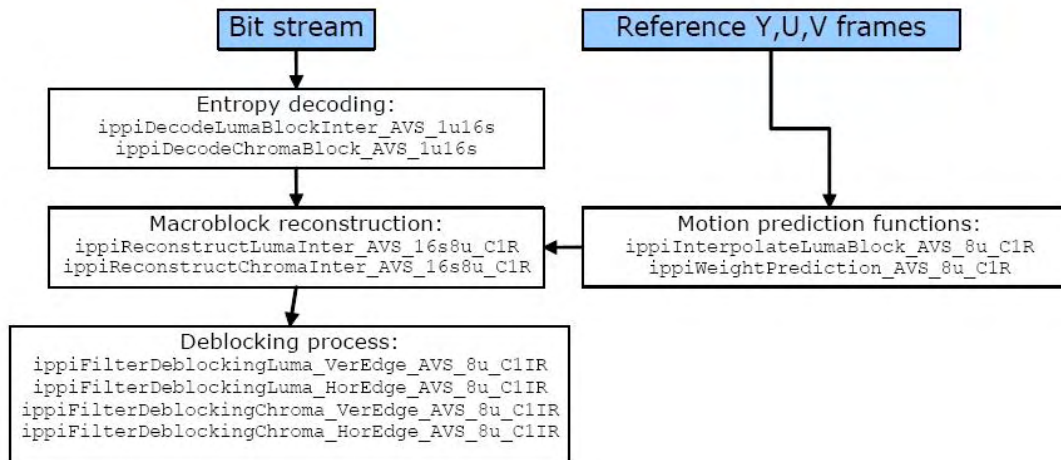 Bit stream
Reference Y,U,V frames
Entropy decoding:
ippiDecodeLumaBlockInter_AVS_1u16s
ippiDecodeChromaBlock_AVS_1u16s
Macroblock reconstruction:
ippiReconstructLumaInter_AVS_16s8u_C1R
ippiReconstructChromaInter_AVS_16s8u_C1R
Motion prediction functions:
ippiInterpolateLumaBlock_AVS_8u_C1R
ippiWeightPrediction_AVS_8u_C1R
Deblocking process:
ippiFilterDeblockingLuma_VerEdge_AVS_8u_C1IR
ippiFilterDeblockingLuma_HorEdge_AVS_8u_C1IR
ippiFilterDeblockingChroma_VerEdge_AVS_8u_C1IR
ippiFilterDeblockingChroma_HorEdge_AVS_8u_C1IR